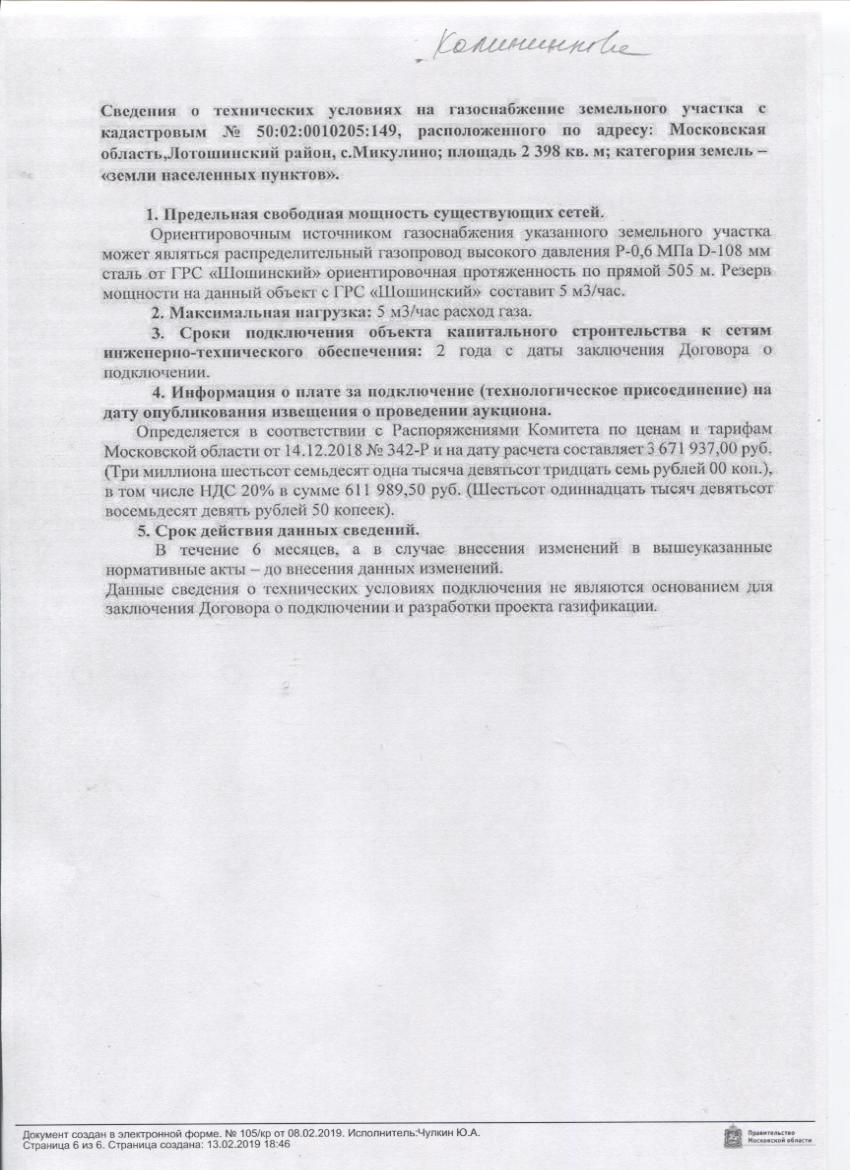 Сведения о технических условиях на газоснабжение земельного участка с
кадастровым № 50:02:0010205:149, расположенного по адресу: Московская
область,Лотошинский район, с.Микулино; площадь 2 398 кв. м; категория земель –
«земли населенных пунктов».
1. Предельная свободная мощность существующих сетей.
Ориентировочным источником газоснабжения указанного земельного участка
может являться распределительный газопровод высокого давления Р-0,6 МПа D-108 мм
сталь от ГРС «Шошинский» ориентировочная протяженность по прямой 505 м. Резерв
мощности на данный объект с ГРС «Шошинский» составит 5 м3/час.
2. Максимальная нагрузка: 5 м3/час расход газа.
3. Сроки подключения объекта капитального строительства к сетям
инженерно-технического обеспечения: 2 года с даты заключения Договора о
подключении.
4. Информация о плате за подключение (технологическое присоединение) на
дату опубликования извещения о проведении аукциона.
Определяется в соответствии с Распоряжениями Комитета по ценам и тарифам
Московской области от 14.12.2018 № 342-Р и на дату расчета составляет 3 671 937,00 руб.
(Три миллиона шестьсот семьдесят одна тысяча девятьсот тридцать семь рублей 00 коп.),
в том числе НДС 20% в сумме 611 989,50 руб. (Шестьсот одиннадцать тысяч девятьсот
восемьдесят девять рублей 50 копеек).
5. Срок действия данных сведений.
В течение 6 месяцев, а в случае внесения изменений в вышеуказанные
нормативные акты – до внесения данных изменений.
Данные сведения о технических условиях подключения не являются основанием для
заключения Договора о подключении и разработки проекта газификации.
Документ создан в электронной форме. № 105/кр от 08.02.2019. Исполнитель:Чулкин Ю.А.
Страница 6 из 6. Страница создана: 13.02.2019 18:46
Правительство
Московской области